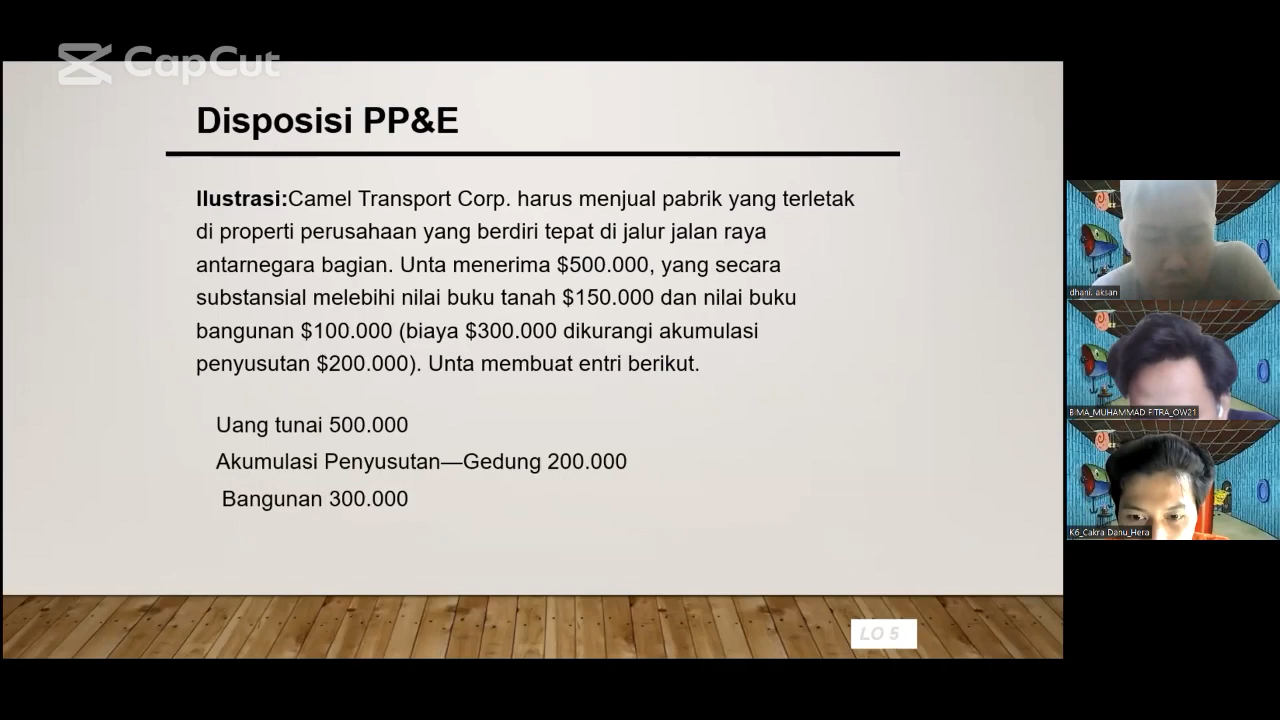 CapCut
Disposisi PP&E
Ilustrasi:Camel Transport Corp. harus menjual pabrik yang terletak
di properti perusahaan yang berdiri tepat di jalur jalan raya
antarnegara bagian. Unta menerima $500.000, yang secara
substansial melebihi nilai buku tanah $150.000 dan nilai buku
bangunan $100.000 (biaya $300.000 dikurangi akumulasi
penyusutan $200.000). Unta membuat entri berikut.
Uang tunai 500.000
Akumulasi Penyusutan—Gedung 200.000
Bangunan 300.000
LO 5
dhani. aksan
BIMA_MUHAMMAD FITRA_OW21
K6_Cakra Danu_Hera